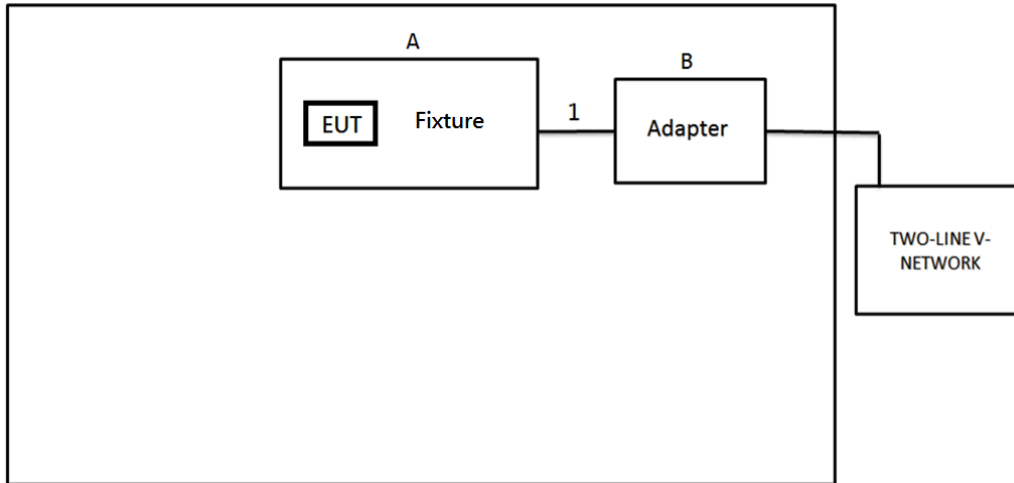 A
B
EUT
Fixture
1
Adapter
TWO-LINE V-
NETWORK